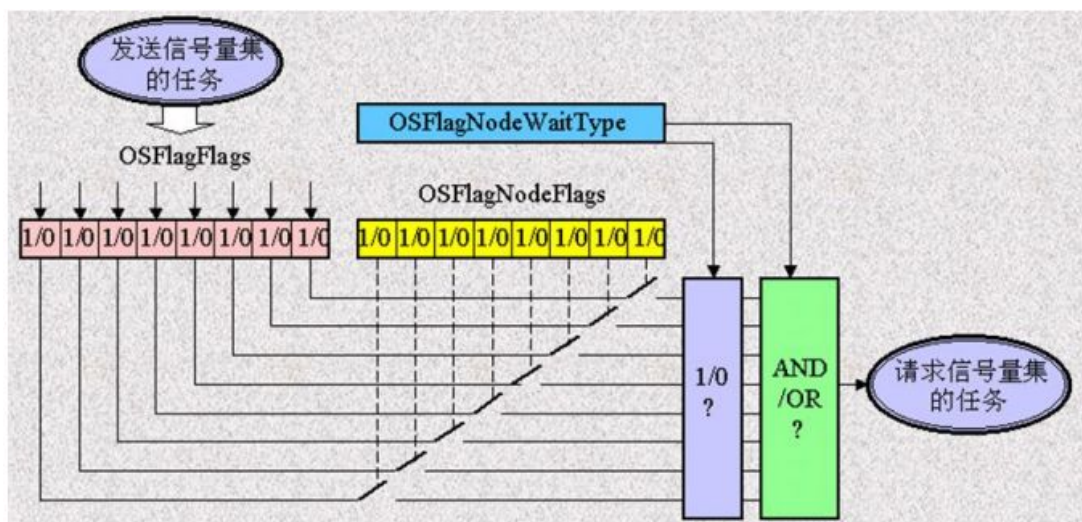 发送信号量集
的任务
OSFlagNodeWaitType
OSFlagFlags
OSFlagNodeFlags
1/0 1/0 1/0 1/0 1/0 1/0 1/0 1/0
1/0 1/0 1/0 1/0 1/0 1/0 1/0 1/0
1/0
?
AND
/OR
?
请求信号量集
的任务